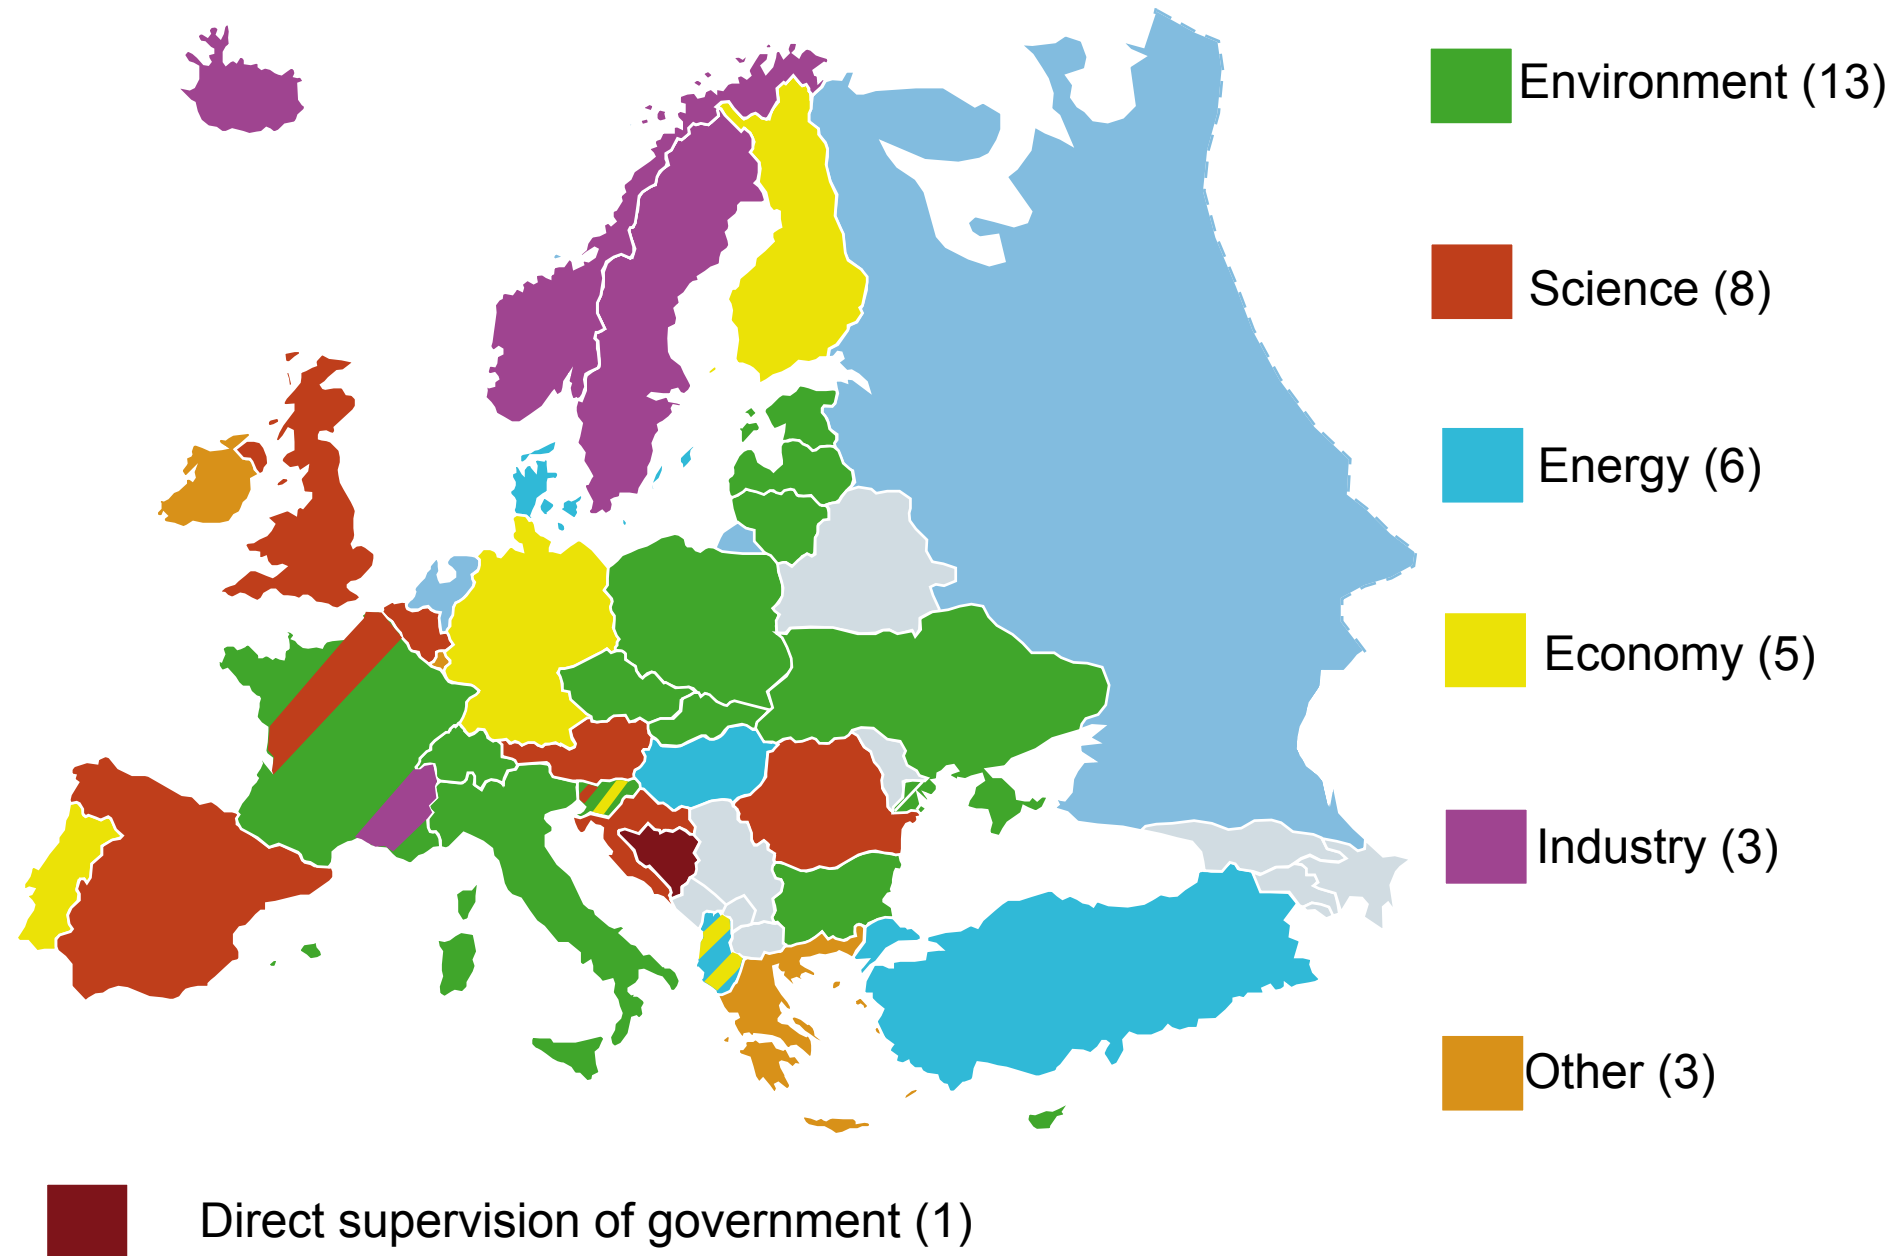 Environment (13)
Science (8)
Energy (6)
Economy (5)
Industry (3)
Other (3)
Direct supervision of government (1)